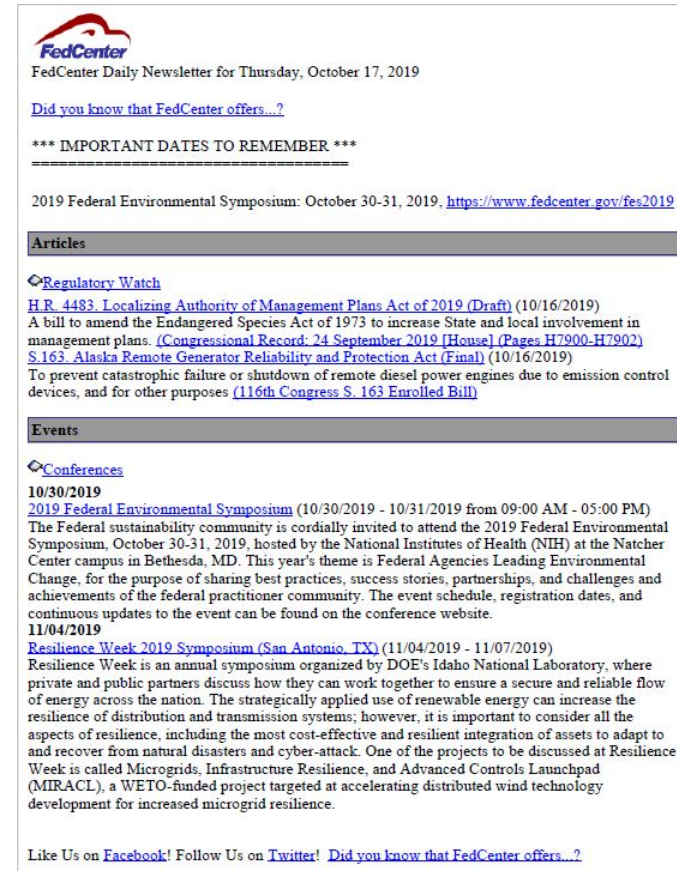 FedCenter
FedCenter Daily Newsletter for Thursday, October 17, 2019
Did you know that FedCenter offers...?
*** IMPORTANT DATES TO REMEMBER ***
===================================
2019 Federal Environmental Symposium: October 30-31, 2019, https://www.fedcenter.gov/fes2019
Articles
Regulatory Watch
H.R. 4483. Localizing Authority of Management Plans Act of 2019 (Draft) (10/16/2019)
A bill to amend the Endangered Species Act of 1973 to increase State and local involvement in
management plans. (Congressional Record: 24 September 2019 [House] (Pages H7900-H7902)
S.163. Alaska Remote Generator Reliability and Protection Act (Final) (10/16/2019)
To prevent catastrophic failure or shutdown of remote diesel power engines due to emission control
devices, and for other purposes (116th Congress S. 163 Enrolled Bill)
Events
Conferences
10/30/2019
2019 Federal Environmental Symposium (10/30/2019 - 10/31/2019 from 09:00 AM - 05:00 PM)
The Federal sustainability community is cordially invited to attend the 2019 Federal Environmental
Symposium, October 30-31, 2019, hosted by the National Institutes of Health (NIH) at the Natcher
Center campus in Bethesda, MD. This year's theme is Federal Agencies Leading Environmental
Change, for the purpose of sharing best practices, success stories, partnerships, and challenges and
achievements of the federal practitioner community. The event schedule, registration dates, and
continuous updates to the event can be found on the conference website.
11/04/2019
Resilience Week 2019 Symposium (San Antonio, TX) (11/04/2019 - 11/07/2019)
Resilience Week is an annual symposium organized by DOE's Idaho National Laboratory, where
private and public partners discuss how they can work together to ensure a secure and reliable flow
of energy across the nation. The strategically applied use of renewable energy can increase the
resilience of distribution and transmission systems; however, it is important to consider all the
aspects of resilience, including the most cost-effective and resilient integration of assets to adapt to
and recover from natural disasters and cyber-attack. One of the projects to be discussed at Resilience
Week is called Microgrids, Infrastructure Resilience, and Advanced Controls Launchpad
(MIRACL), a WETO-funded project targeted at accelerating distributed wind technology
development for increased microgrid resilience.
Like Us on Facebook! Follow Us on Twitter! Did you know that FedCenter offers...?